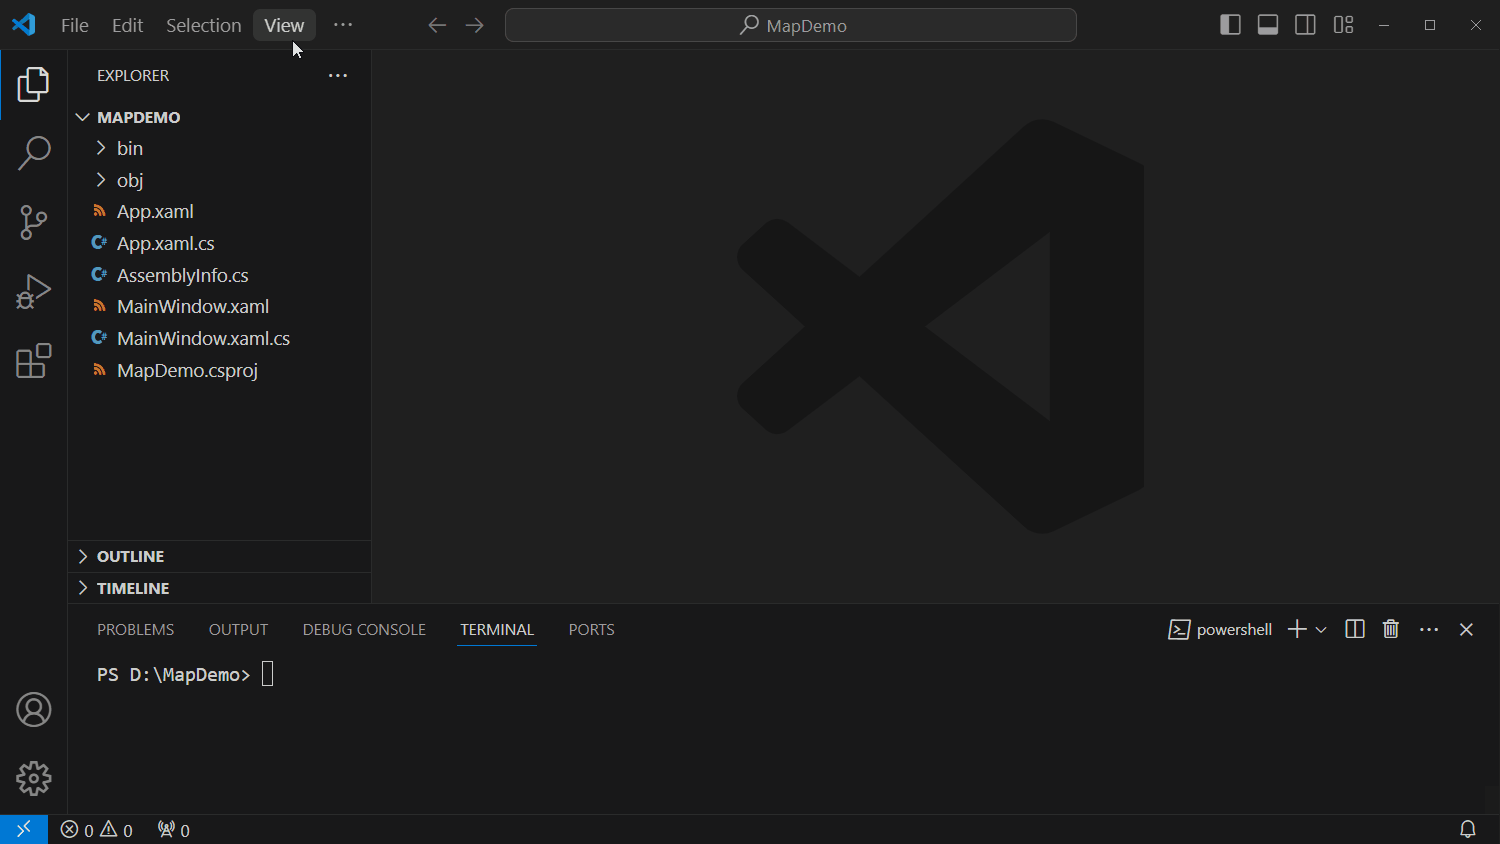 File Edit Selection View ··· MapDemo
EXPLORER ···
MAPDEMO
bin
obj
App.xaml
C# App.xaml.cs
C# AssemblyInfo.cs
MainWindow.xaml
C# MainWindow.xaml.cs
MapDemo.csproj
OUTLINE
TIMELINE
PROBLEMS OUTPUT DEBUG CONSOLE TERMINAL PORTS powershell
PS D:\MapDemo>
0 0 0